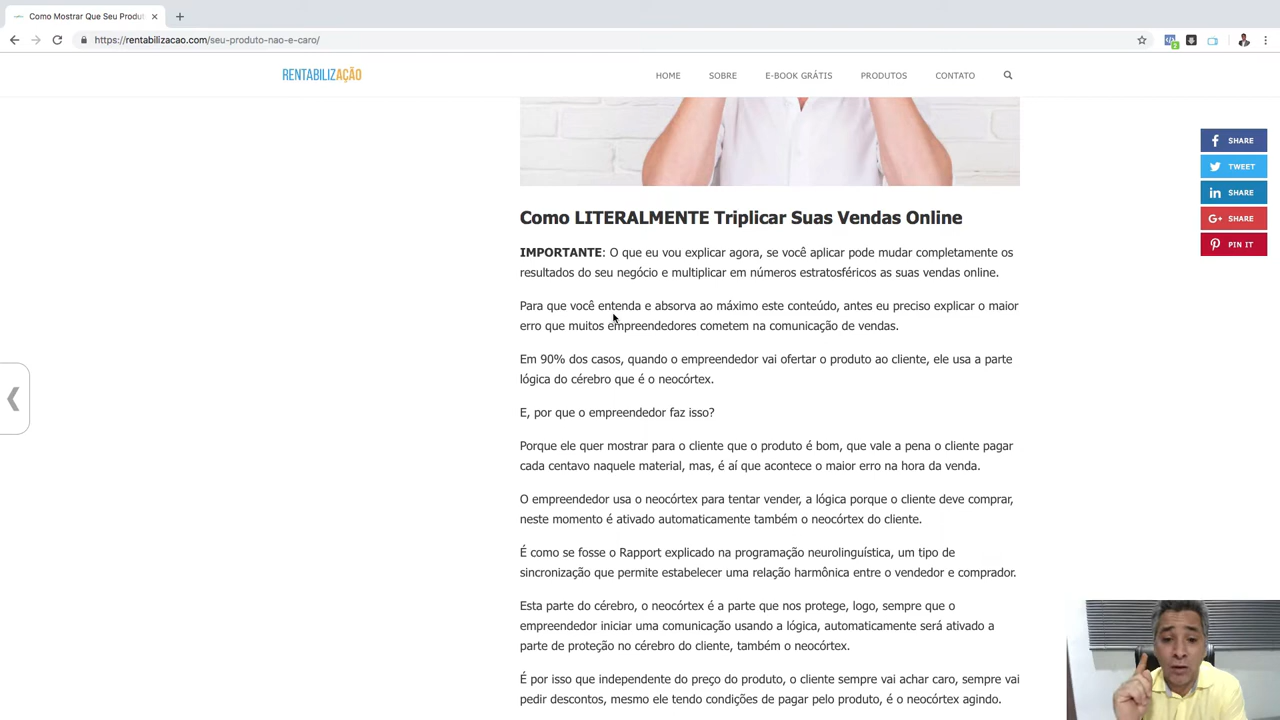 Como Mostrar Que Seu Produt
https://rentabilizacao.com/seu-produto-nao-e-caro/
2
RENTABILIZAÇÃO
HOME
SOBRE
E-BOOK GRÁTIS
PRODUTOS
CONTATO
SHARE
TWEET
SHARE
SHARE
PIN IT
Como LITERALMENTE Triplicar Suas Vendas Online
IMPORTANTE: O que eu vou explicar agora, se você aplicar pode mudar completamente os
resultados do seu negócio e multiplicar em números estratosféricos as suas vendas online.
Para que você entenda e absorva ao máximo este conteúdo, antes eu preciso explicar o maior
erro que muitos empreendedores cometem na comunicação de vendas.
Em 90% dos casos, quando o empreendedor vai ofertar o produto ao cliente, ele usa a parte
lógica do cérebro que é o neocórtex.
E, por que o empreendedor faz isso?
Porque ele quer mostrar para o cliente que o produto é bom, que vale a pena o cliente pagar
cada centavo naquele material, mas, é aí que acontece o maior erro na hora da venda.
O empreendedor usa o neocórtex para tentar vender, a lógica porque o cliente deve comprar,
neste momento é ativado automaticamente também o neocórtex do cliente.
É como se fosse o Rapport explicado na programação neurolinguística, um tipo de
sincronização que permite estabelecer uma relação harmônica entre o vendedor e comprador.
Esta parte do cérebro, o neocórtex é a parte que nos protege, logo, sempre que o
empreendedor iniciar uma comunicação usando a lógica, automaticamente será ativado a
parte de proteção no cérebro do cliente, também o neocórtex.
É por isso que independente do preço do produto, o cliente sempre vai achar caro, sempre vai
pedir descontos, mesmo ele tendo condições de pagar pelo produto, é o neocórtex agindo.